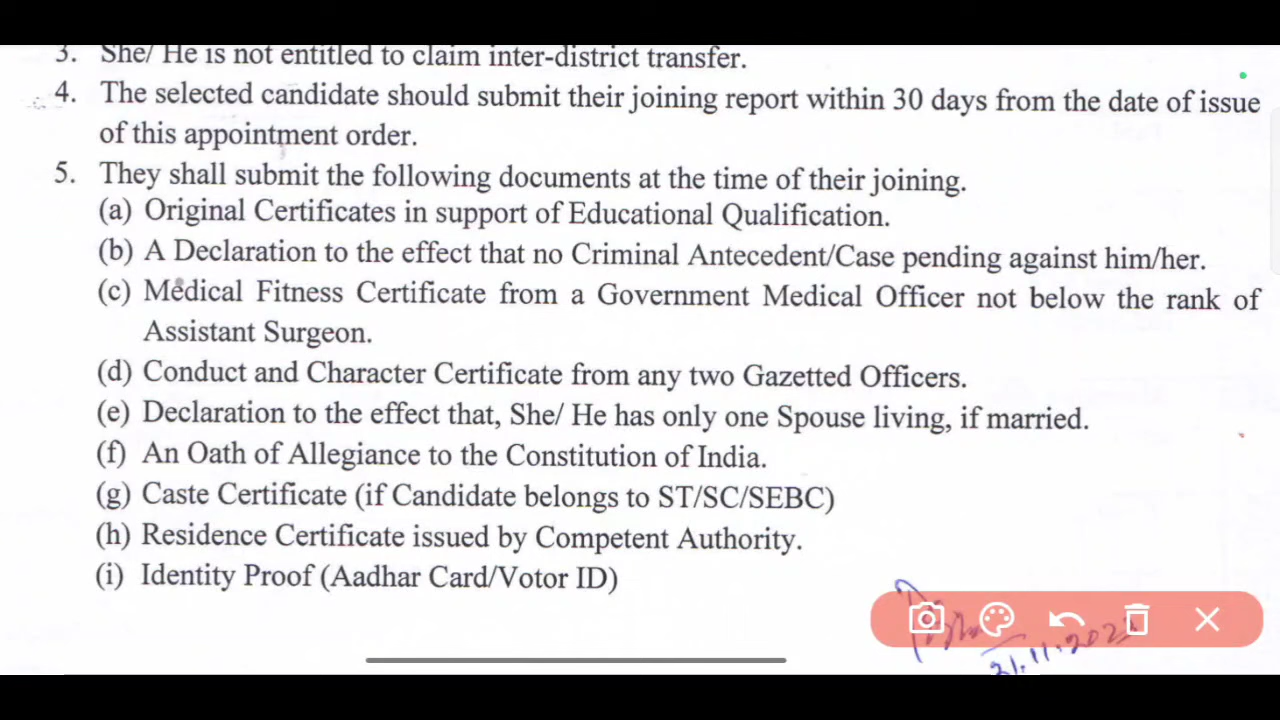 3. She/ He is not entitled to claim inter-district transfer.
4. The selected candidate should submit their joining report within 30 days from the date of issue
of this appointment order.
5. They shall submit the following documents at the time of their joining.
(a) Original Certificates in support of Educational Qualification.
(b) A Declaration to the effect that no Criminal Antecedent/Case pending against him/her.
(c) Medical Fitness Certificate from a Government Medical Officer not below the rank of
Assistant Surgeon.
(d) Conduct and Character Certificate from any two Gazetted Officers.
(e) Declaration to the effect that, She/ He has only one Spouse living, if married.
(f) An Oath of Allegiance to the Constitution of India.
(g) Caste Certificate (if Candidate belongs to ST/SC/SEBC)
(h) Residence Certificate issued by Competent Authority.
(i) Identity Proof (Aadhar Card/Votor ID)
21.11.2023